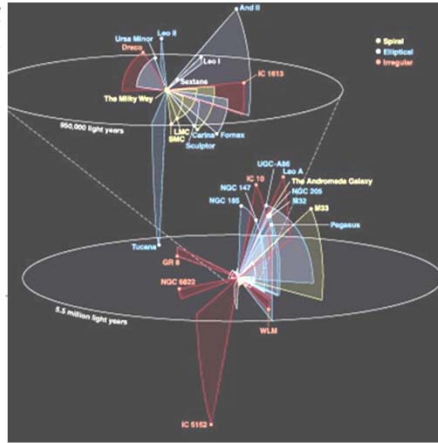 And II
Leo II
Ursa Minor
Draco
Leo I
Spiral
Elliptical
Irregular
Sextans
IC 1613
The Milky Way
LMC
SMC
Carina
Fornax
Sculptor
950,000 light years
UGC-A86
Leo A
IC 10
The Andromeda Galaxy
NGC 147
NGC 205
M32
NGC 185
M33
Pegasus
Tucana
GR 8
NGC 6822
5.5 million light years
WLM
IC 5152